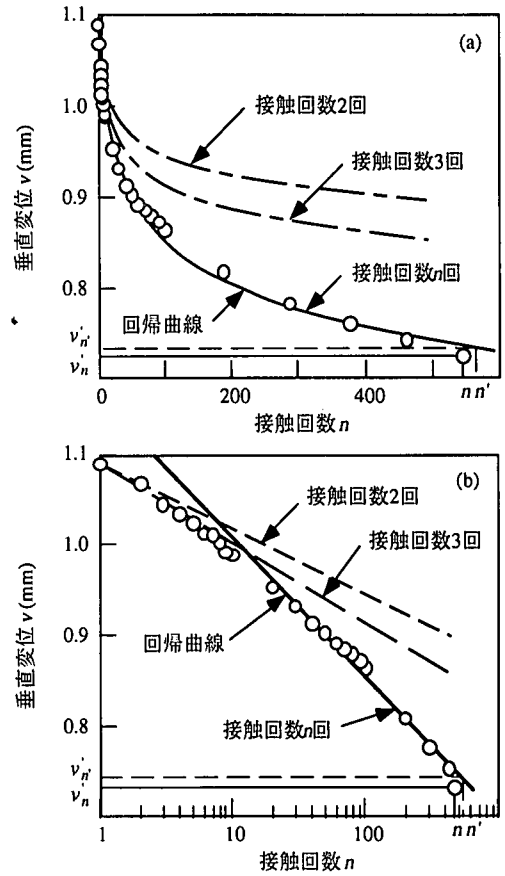 1.1
(a)
接触回数2回
1.0
接触回数3回
垂直変位 v (mm)
0.9
接触回数n回
0.8
回帰曲線
v'n'
v'n
0
200
400
n n'
接触回数 n
1.1
(b)
接触回数2回
1.0
接触回数3回
垂直変位 v (mm)
0.9
回帰曲線
接触回数n回
0.8
v'n'
v'n
1
10
100
n n'
接触回数 n